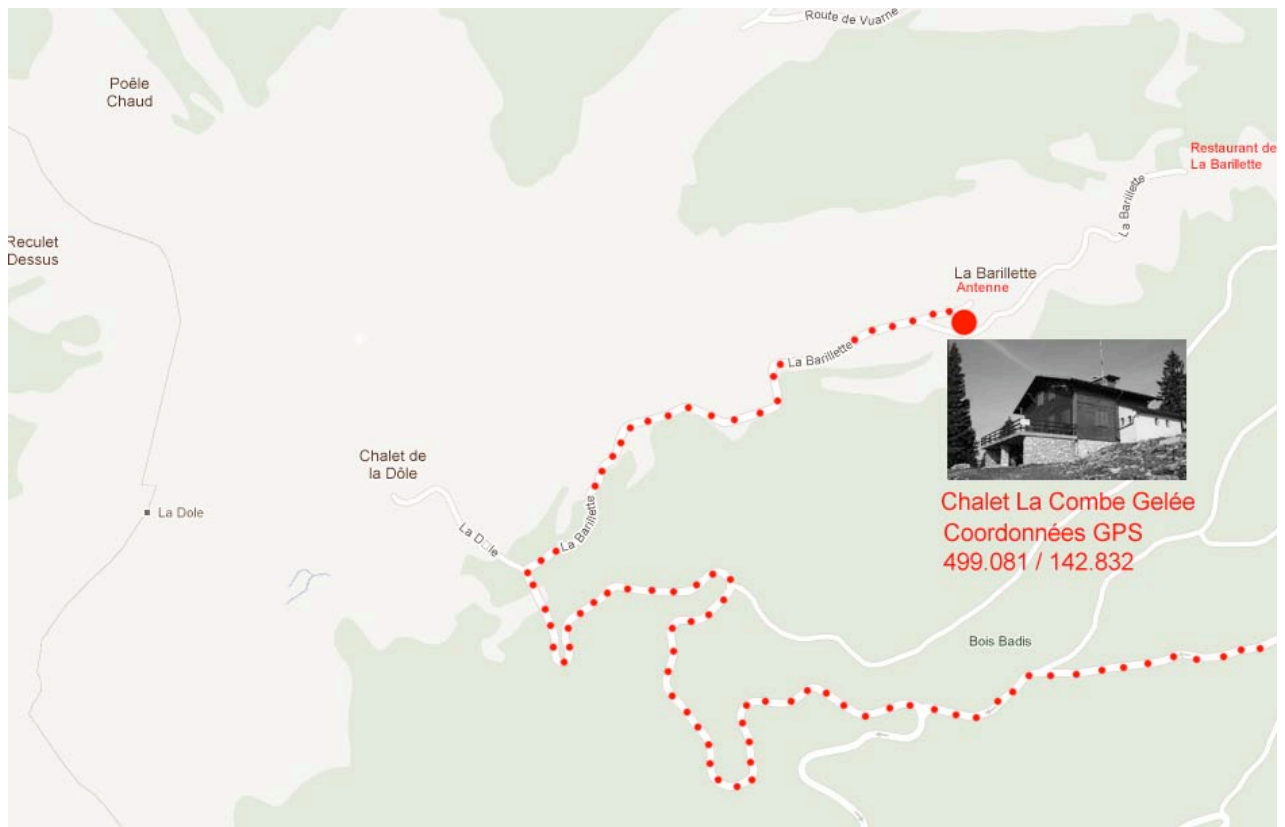 Route de Vuarne
Poêle
Chaud
Restaurant de
La Barillette
La Barillette
Reculet
Dessus
La Barillette
Antenne
La Barillette
Chalet de
la Dôle
Chalet La Combe Gelée
Coordonnées GPS
499.081 / 142.832
La Dole
La D□le
La Barillette
Bois Badis